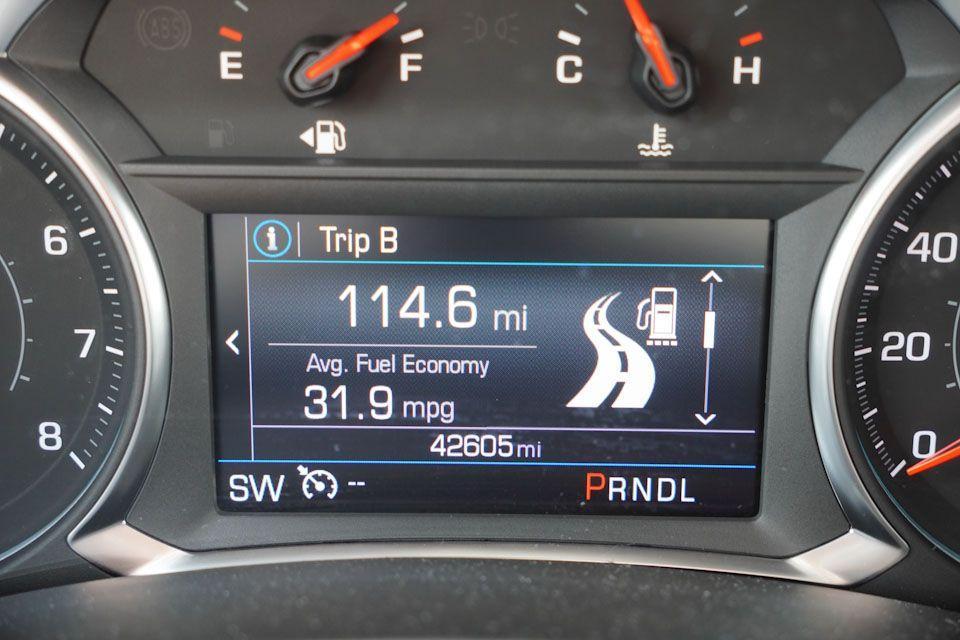 ABS
E
F
C
H
6
7
8
i Trip B
114.6 mi
Avg. Fuel Economy
31.9 mpg
42605 mi
SW --
PRNDL
40
20
0